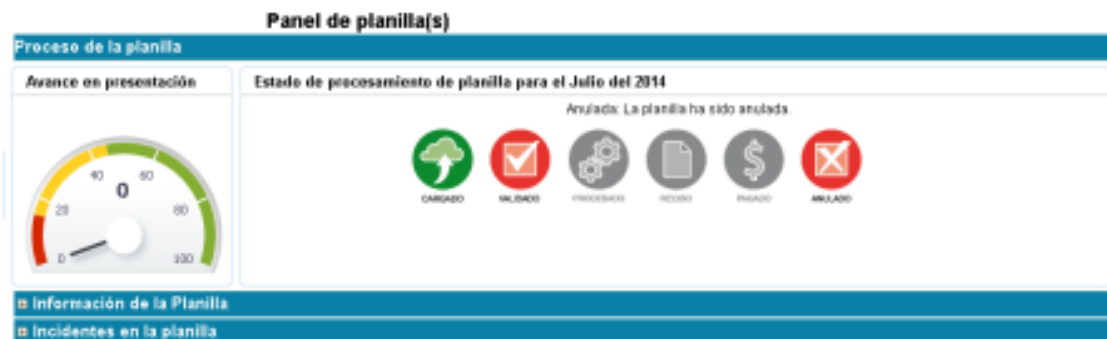 Panel de planilla(s)
Proceso de la planilla
Avance en presentación
Estado de procesamiento de planilla para el Julio del 2014
Anulada: La planilla ha sido anulada.
40 60
0
20 80
0 100
CARGADO VALIDADO PROCESADO RECIBO PAGADO ANULADO
Información de la Planilla
Incidentes en la planilla